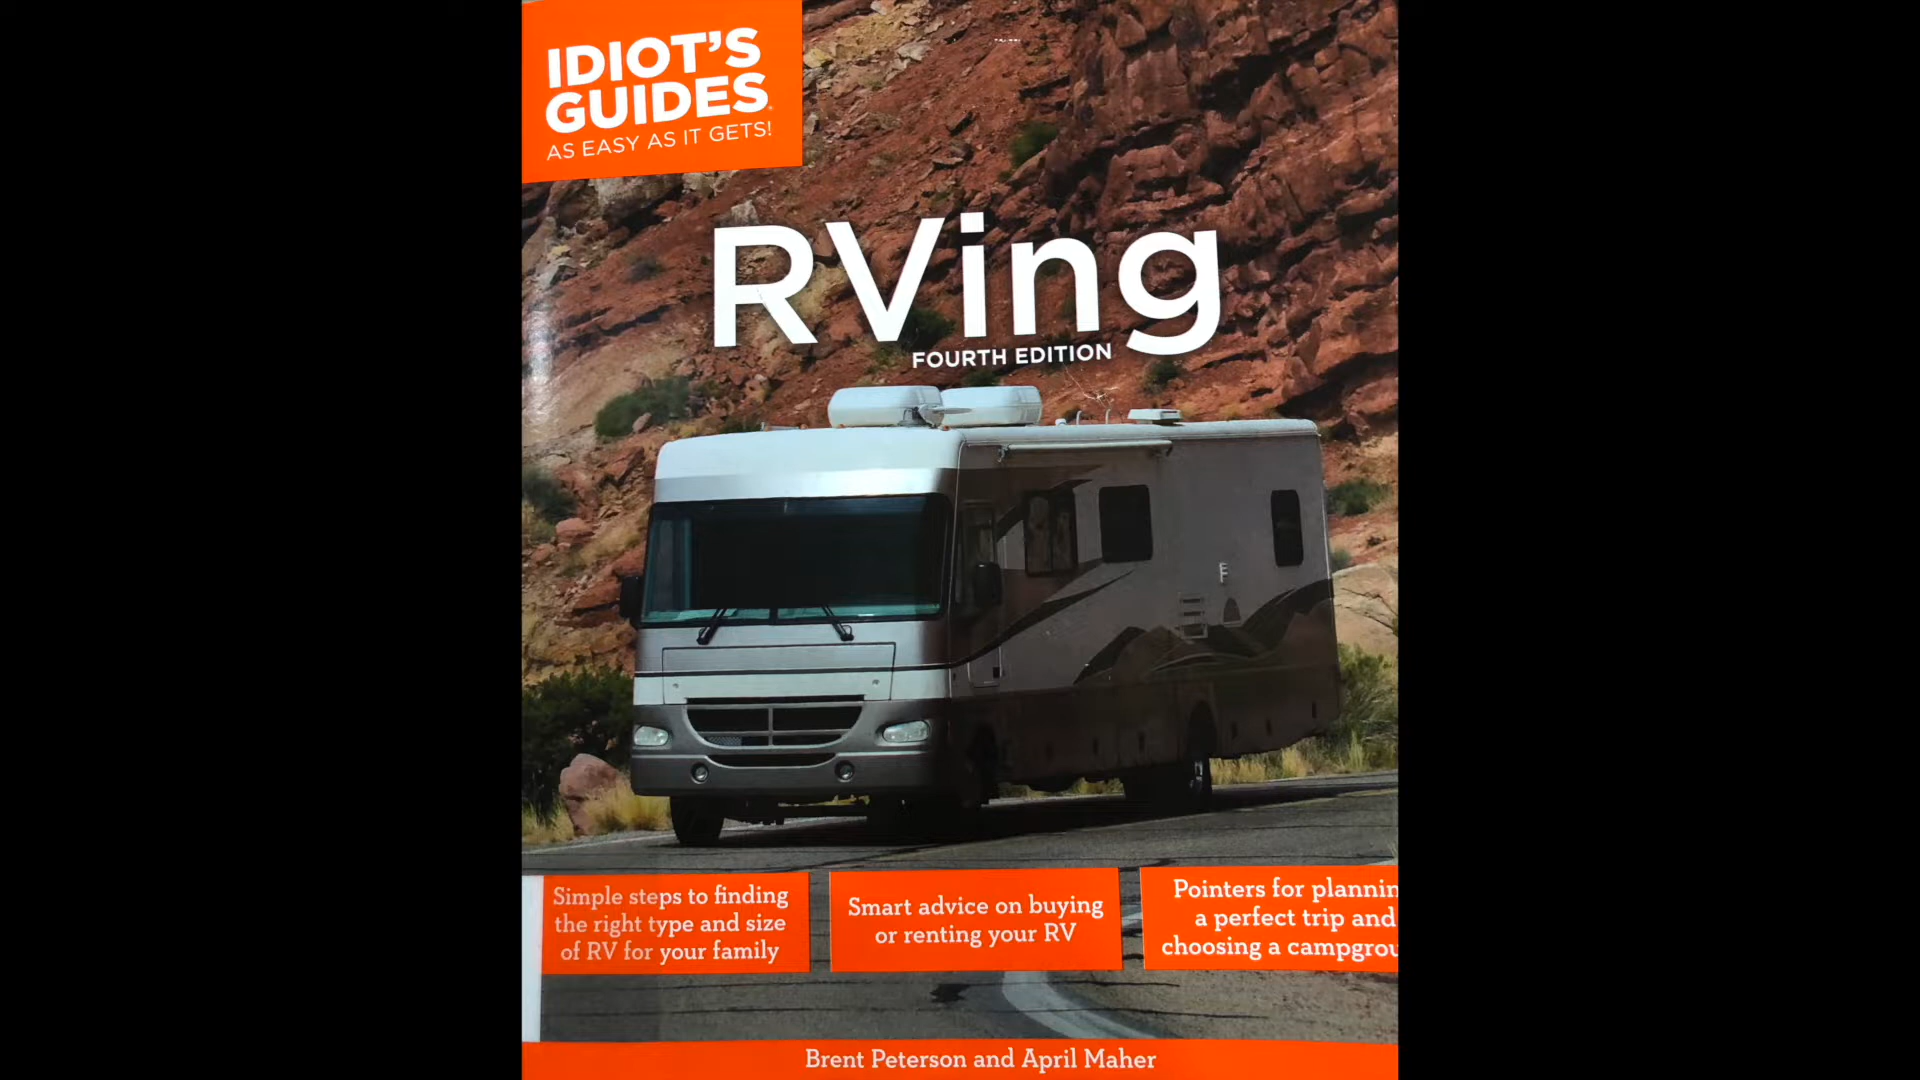 IDIOT'S
GUIDES
AS EASY AS IT GETS!
RVing
FOURTH EDITION
Simple steps to finding
the right type and size
of RV for your family
Smart advice on buying
or renting your RV
Pointers for plannin
a perfect trip and
choosing a campgrou
Brent Peterson and April Maher